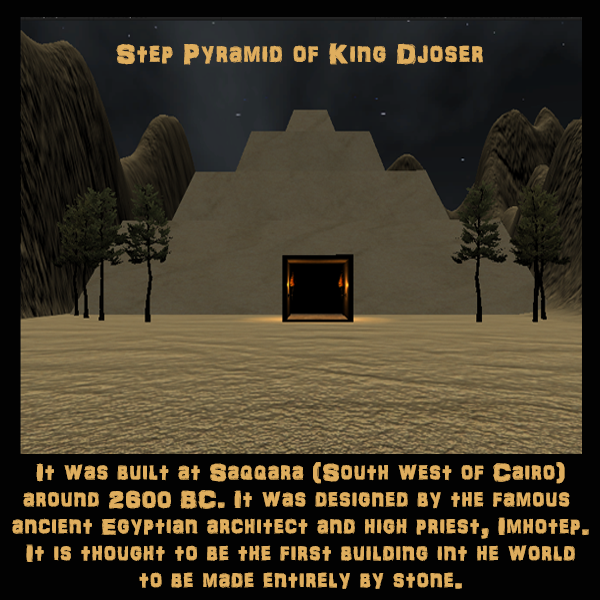 Step Pyramid of King Djoser
It was built at Saqqara (South west of Cairo)
around 2600 BC. It was designed by the famous
ancient Egyptian architect and high priest, Imhotep.
It is thought to be the first building int he world
to be made entirely by stone.